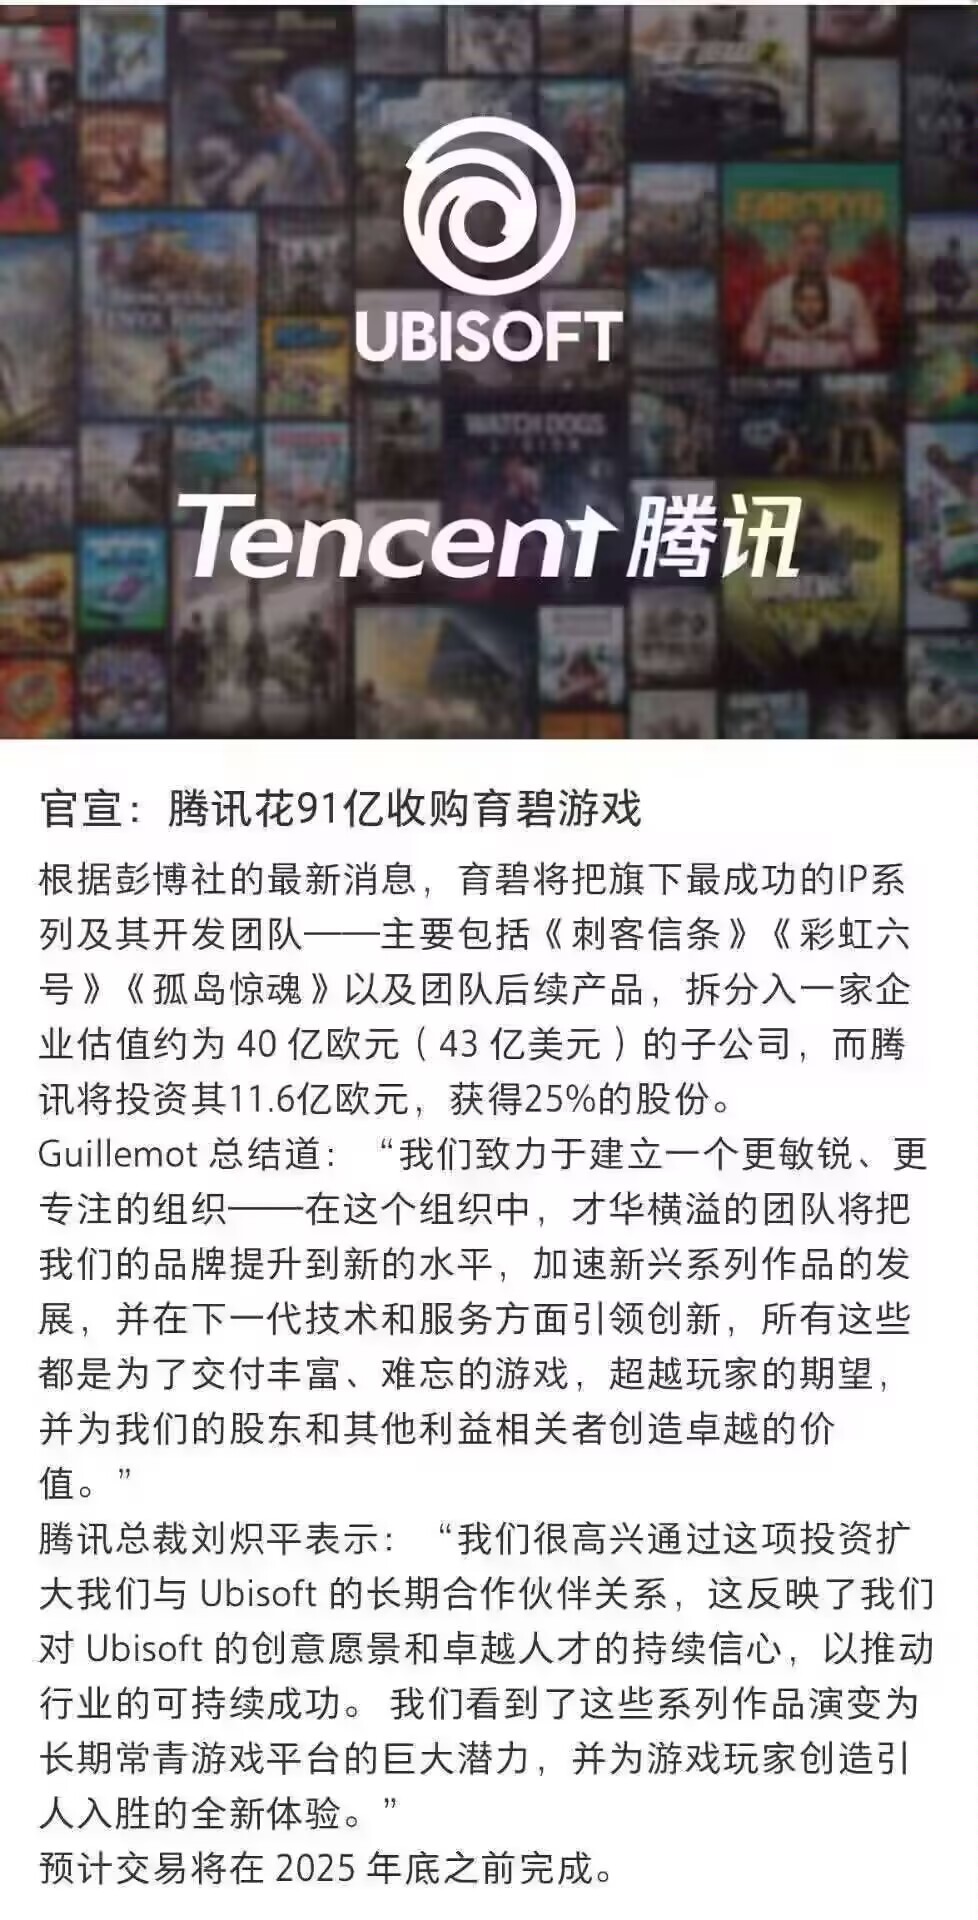 UBISOFT
FARCRY6
WATCH DOGS
LEGION
Tencent 腾讯
官宣：腾讯花91亿收购育碧游戏
根据彭博社的最新消息，育碧将把旗下最成功的IP系
列及其开发团队——主要包括《刺客信条》《彩虹六
号》《孤岛惊魂》以及团队后续产品，拆分入一家企
业估值约为 40 亿欧元（43 亿美元）的子公司，而腾
讯将投资其11.6亿欧元，获得25%的股份。
Guillemot 总结道：“我们致力于建立一个更敏锐、更
专注的组织——在这个组织中，才华横溢的团队将把
我们的品牌提升到新的水平，加速新兴系列作品的发
展，并在下一代技术和服务方面引领创新，所有这些
都是为了交付丰富、难忘的游戏，超越玩家的期望，
并为我们的股东和其他利益相关者创造卓越的价
值。”
腾讯总裁刘炽平表示：“我们很高兴通过这项投资扩
大我们与 Ubisoft 的长期合作伙伴关系，这反映了我们
对 Ubisoft 的创意愿景和卓越人才的持续信心，以推动
行业的可持续成功。 我们看到了这些系列作品演变为
长期常青游戏平台的巨大潜力，并为游戏玩家创造引
人入胜的全新体验。”
预计交易将在 2025 年底之前完成。